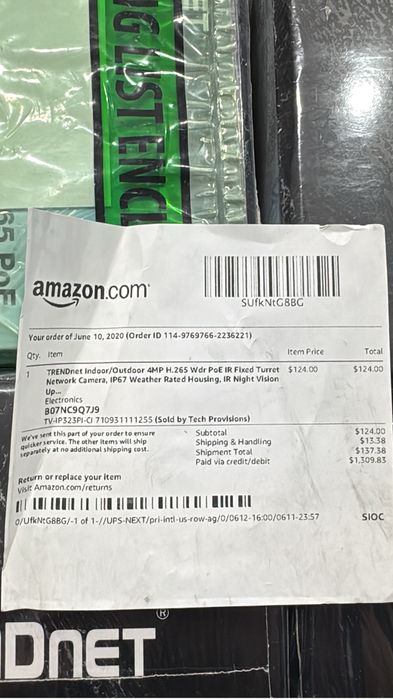 NG LIST ENCL
NET
65 PoE
amazon.com
SUfkNtG8BG
Your order of June 10, 2020 (Order ID 114-9769766-2236221)
Qty. Item Item Price Total
1 TRENDnet Indoor/Outdoor 4MP H.265 Wdr PoE IR Fixed Turret $124.00 $124.00
Network Camera, IP67 Weather Rated Housing, IR Night Vision
Up...
Electronics
B07NC9Q7J9
TV-IP323PI-CI 710931111255 (Sold by Tech Provisions)
We've sent this part of your order to ensure Subtotal $124.00
quicker service. The other items will ship Shipping & Handling $13.38
separately at no additional shipping cost. Shipment Total $137.38
Paid via credit/debit $1,309.83
Return or replace your item
Visit Amazon.com/returns
0/UfkNtG8BG/-1 of 1-//UPS-NEXT/pri-intl-us-row-ag/0/0612-16:00/0611-23:57 SIOC
DNET ®